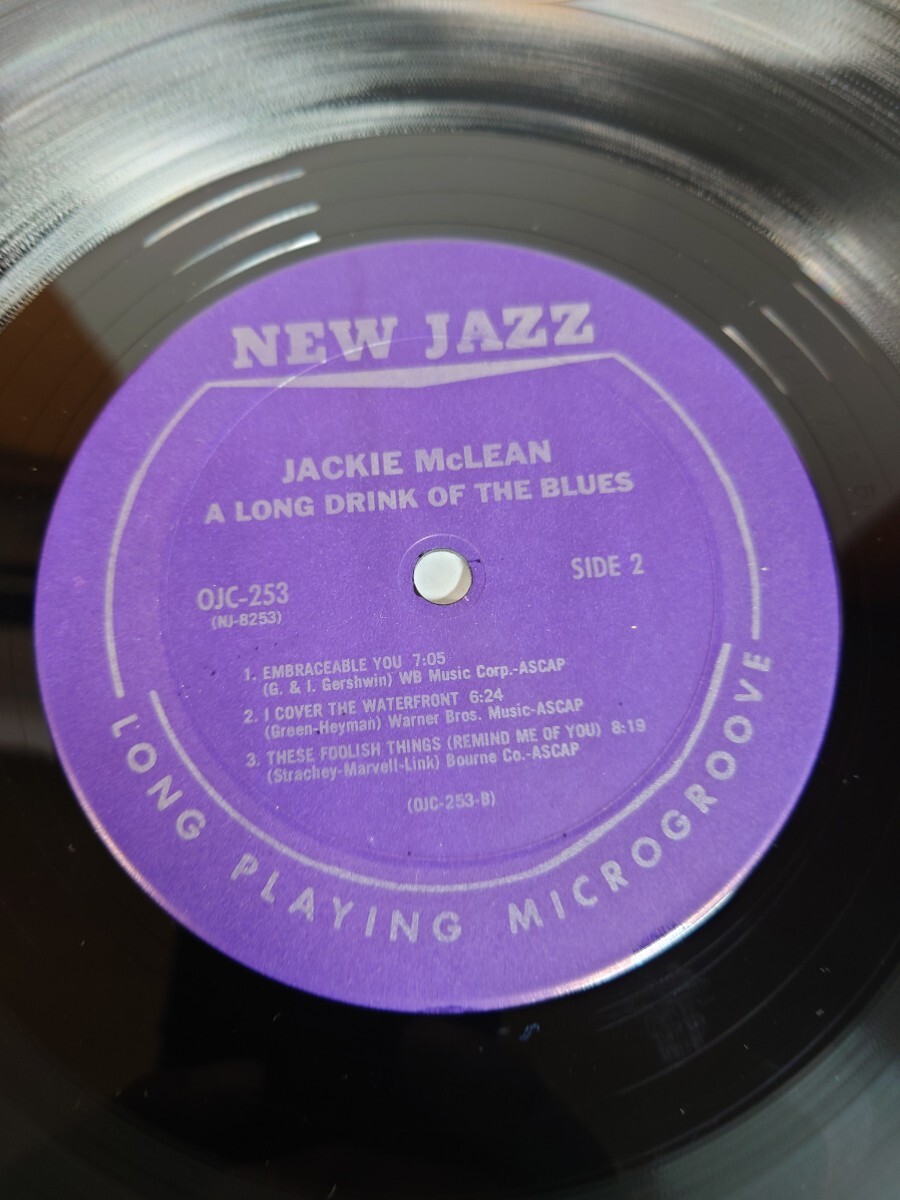 NEW JAZZ
JACKIE McLEAN
A LONG DRINK OF THE BLUES
OJC-253
(NJ-8253)
SIDE 2
1. EMBRACEABLE YOU 7:05
(G. & I. Gershwin) WB Music Corp.-ASCAP
2. I COVER THE WATERFRONT 6:24
(Green-Heyman) Warner Bros. Music-ASCAP
3. THESE FOOLISH THINGS (REMIND ME OF YOU) 8:19
(Strachey-Marvell-Link) Bourne Co.-ASCAP
(OJC-253-B)
LONG PLAYING MICROGROOVE